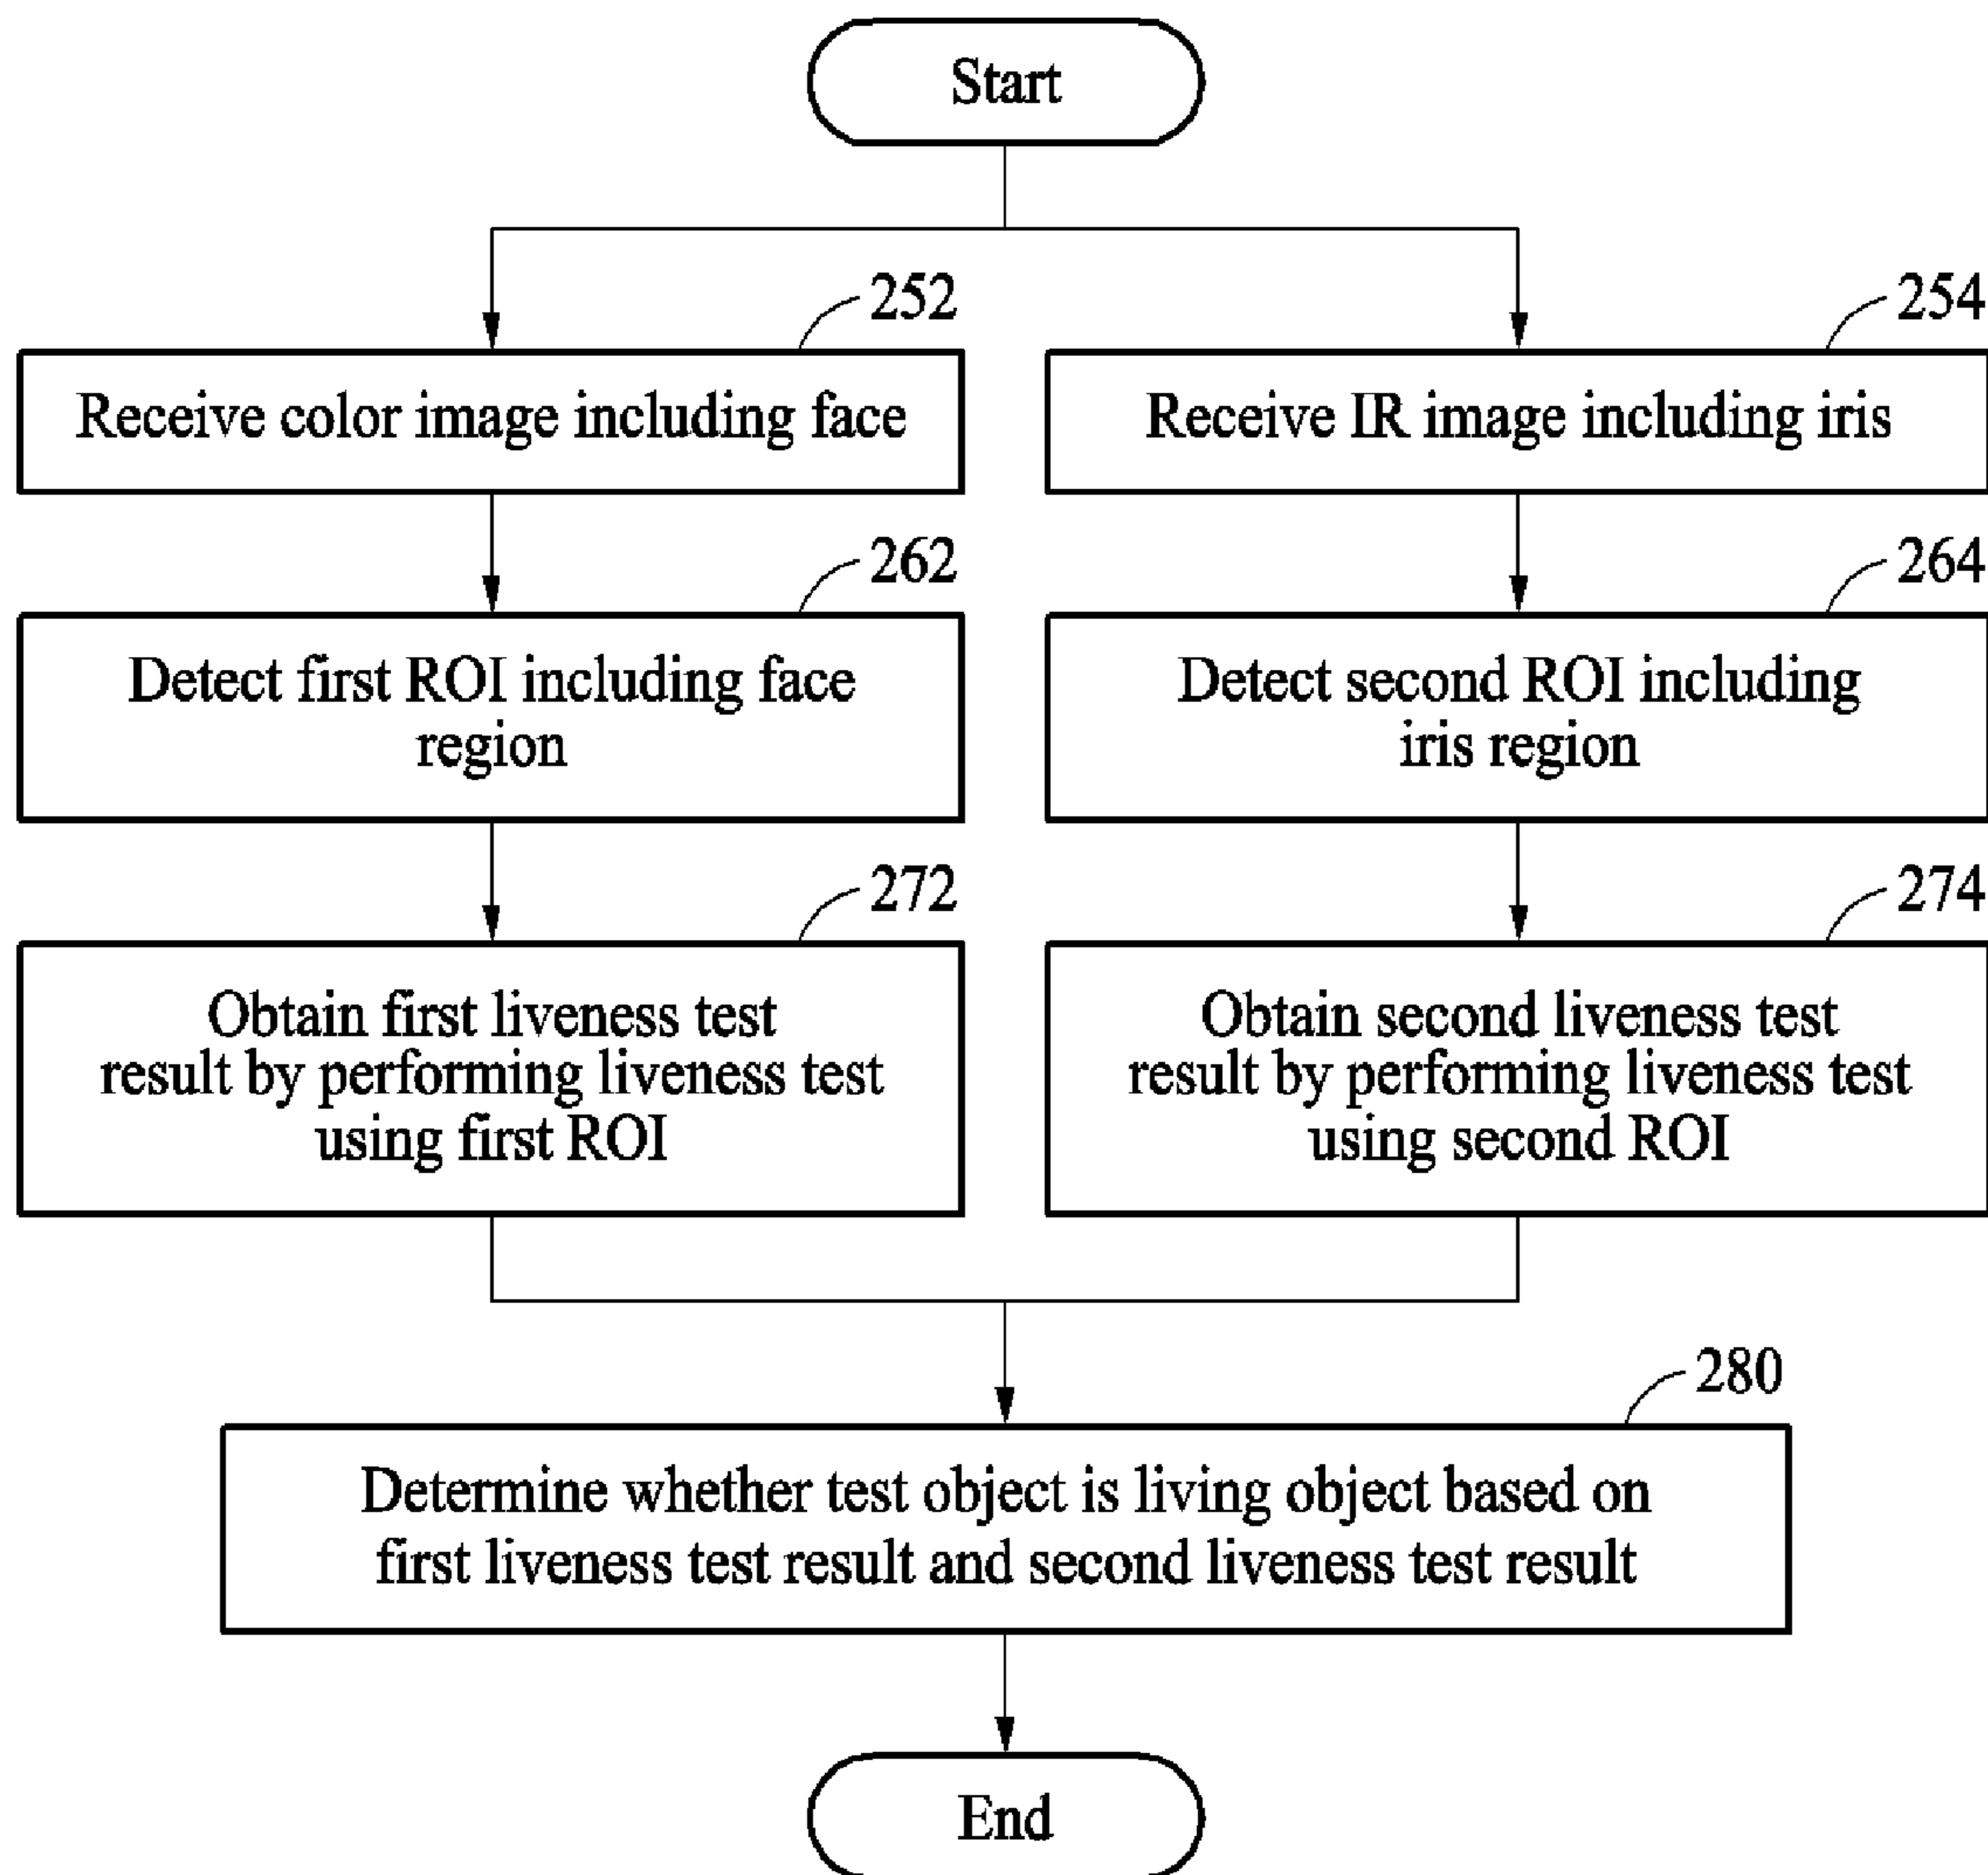 Start
252
254
Receive color image including face
Receive IR image including iris
262
264
Detect first ROI including face
region
Detect second ROI including
iris region
272
274
Obtain first liveness test
result by performing liveness test
using first ROI
Obtain second liveness test
result by performing liveness test
using second ROI
280
Determine whether test object is living object based on
first liveness test result and second liveness test result
End